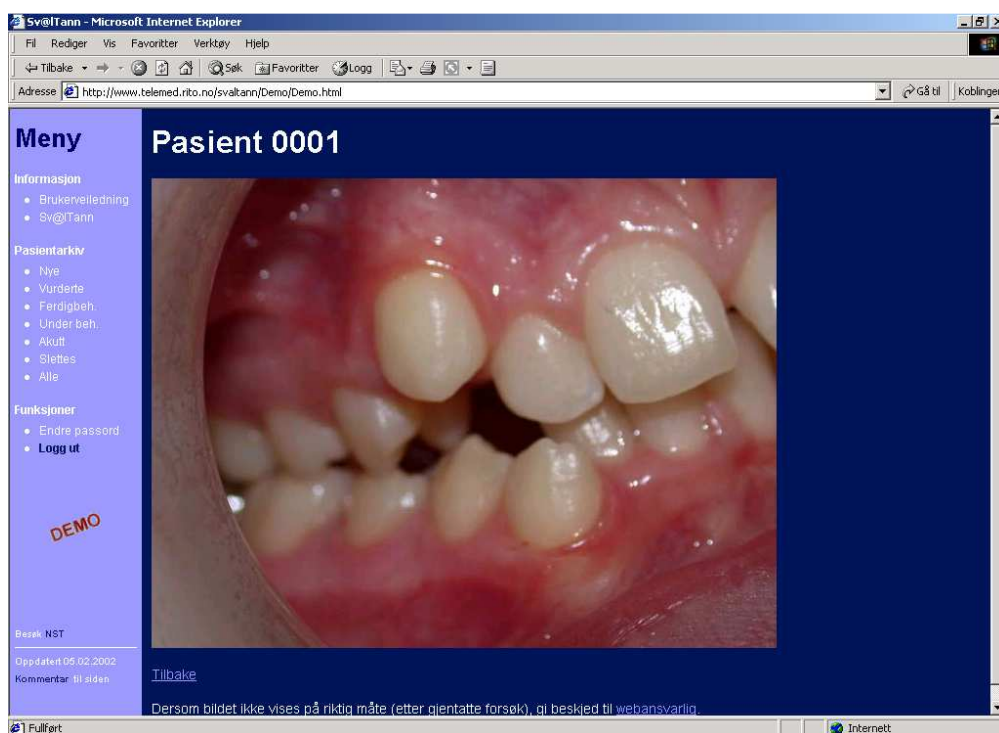 Sv@lTann - Microsoft Internet Explorer
Fil Rediger Vis Favoritter Verktøy Hjelp
Tilbake Søk Favoritter Logg
Adresse http://www.telemed.rito.no/svaltann/Demo/Demo.html Gå til Koblinger
Meny
Informasjon
Brukerveiledning
Sv@lTann
Pasientarkiv
Nye
Vurderte
Ferdigbeh.
Under beh.
Akutt
Slettes
Alle
Funksjoner
Endre passord
Logg ut
DEMO
Besøk NST
Oppdatert 05.02.2002
Kommentar til siden
Pasient 0001
Tilbake
Dersom bildet ikke vises på riktig måte (etter gjentatte forsøk), gi beskjed til webansvarlig.
Fullført Internett